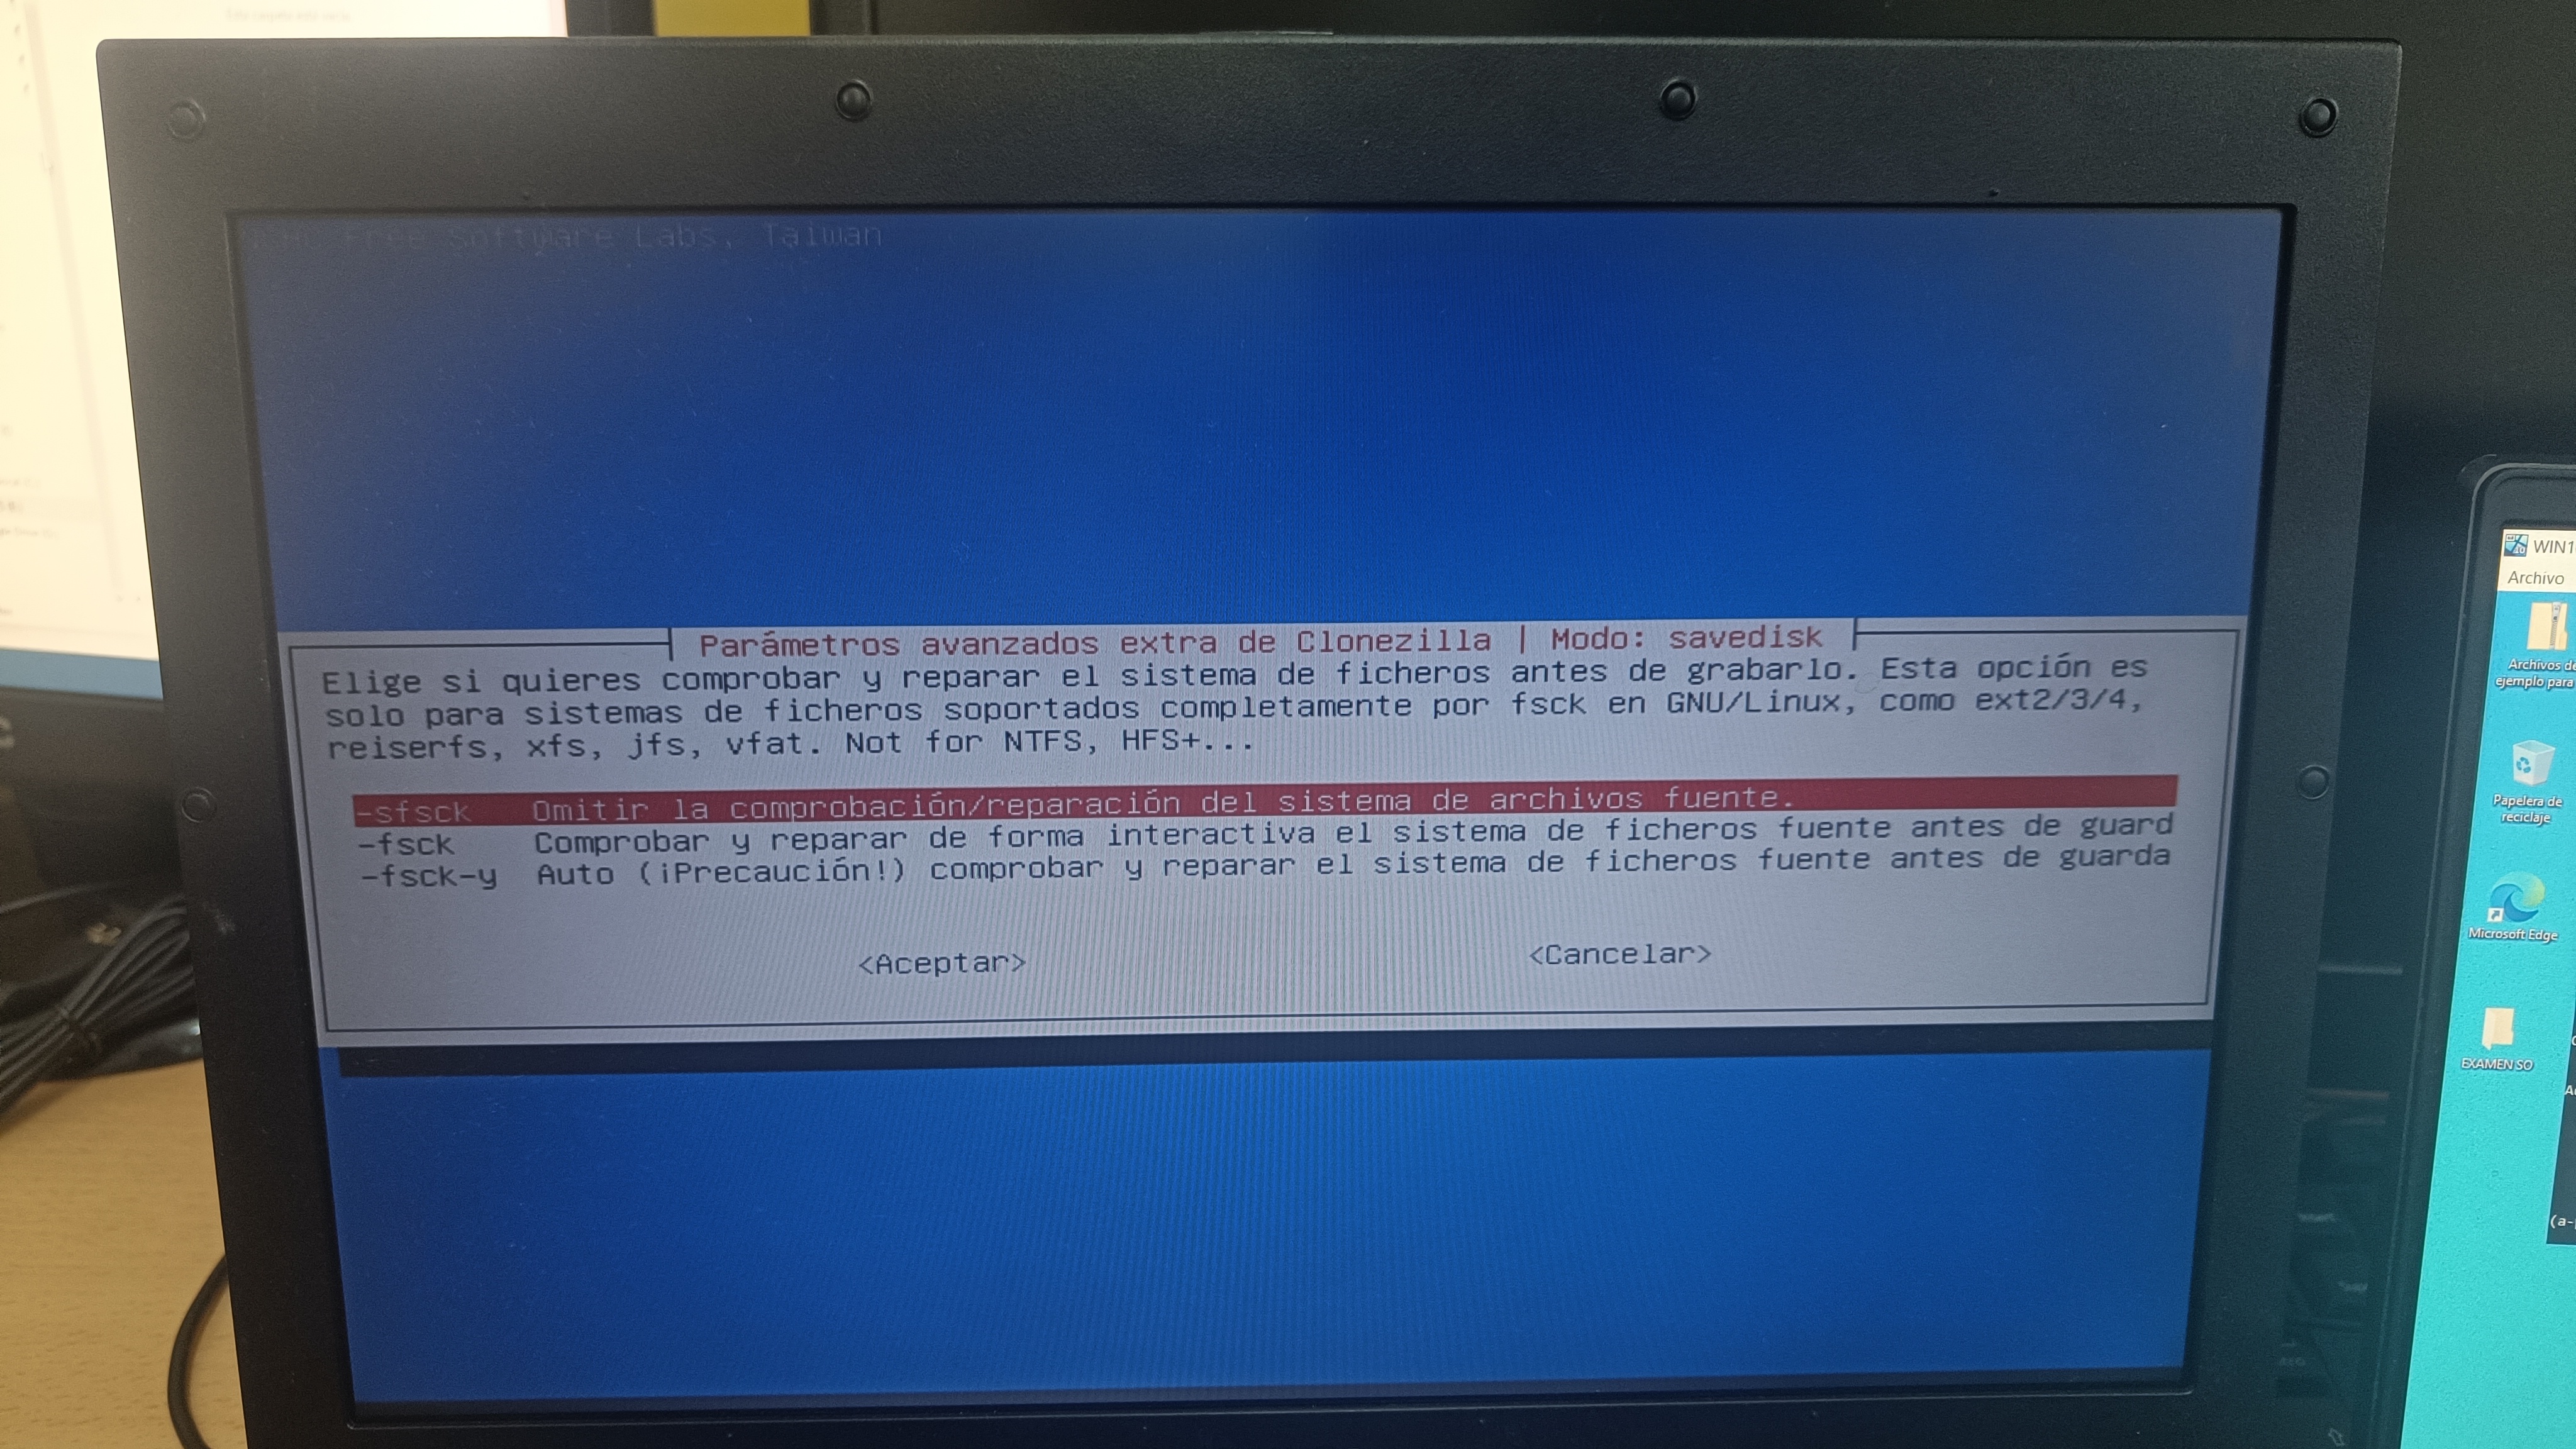 Free Software Labs, Taiwan
Parámetros avanzados extra de Clonezilla | Modo: savedisk
Elige si quieres comprobar y reparar el sistema de ficheros antes de grabarlo. Esta opción es
solo para sistemas de ficheros soportados completamente por fsck en GNU/Linux, como ext2/3/4,
reiserfs, xfs, jfs, vfat. Not for NTFS, HFS+...
-sfsck Omitir la comprobación/reparación del sistema de archivos fuente.
-fsck Comprobar y reparar de forma interactiva el sistema de ficheros fuente antes de guard
-fsck-y Auto (¡Precaución!) comprobar y reparar el sistema de ficheros fuente antes de guarda
<Aceptar> <Cancelar>
WIN1
Archivo
Archivos de
ejemplo para
Papelera de
reciclaje
Microsoft Edge
EXAMEN SO
(a-